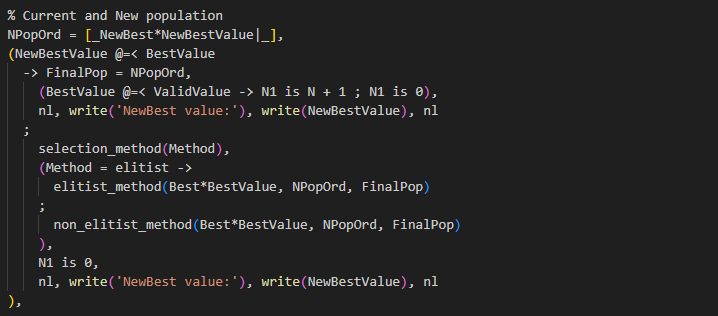 % Current and New population
NPopOrd = [_NewBest*NewBestValue|_],
(NewBestValue @=< BestValue
-> FinalPop = NPopOrd,
(BestValue @=< ValidValue -> N1 is N + 1 ; N1 is 0),
nl, write('NewBest value:'), write(NewBestValue), nl
;
selection_method(Method),
(Method = elitist ->
elitist_method(Best*BestValue, NPopOrd, FinalPop)
;
non_elitist_method(Best*BestValue, NPopOrd, FinalPop)
),
N1 is 0,
nl, write('NewBest value:'), write(NewBestValue), nl
),